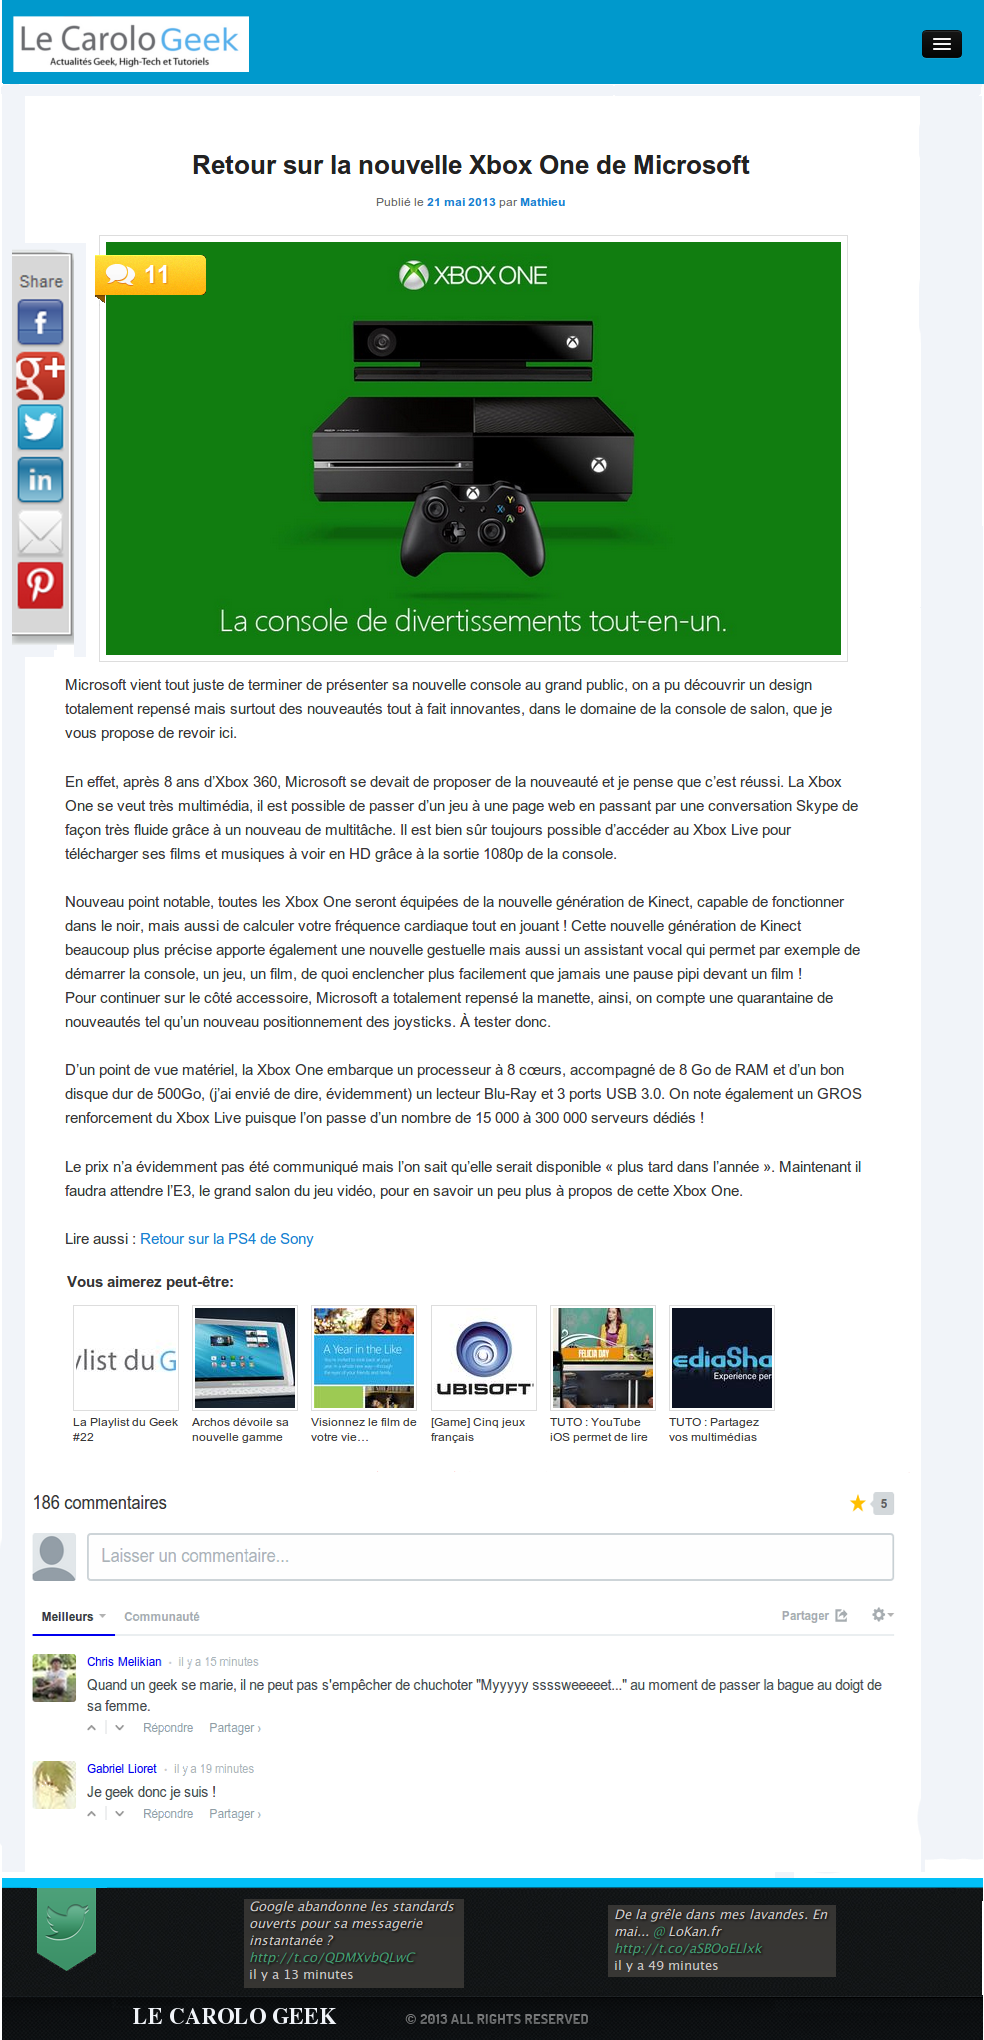 Le Carolo Geek
Actualités Geek, High-Tech et Tutoriels
Retour sur la nouvelle Xbox One de Microsoft
Publié le 21 mai 2013 par Mathieu
Share
11
XBOX ONE
La console de divertissements tout-en-un.
Microsoft vient tout juste de terminer de présenter sa nouvelle console au grand public, on a pu découvrir un design
totalement repensé mais surtout des nouveautés tout à fait innovantes, dans le domaine de la console de salon, que je
vous propose de revoir ici.
En effet, après 8 ans d’Xbox 360, Microsoft se devait de proposer de la nouveauté et je pense que c’est réussi. La Xbox
One se veut très multimédia, il est possible de passer d’un jeu à une page web en passant par une conversation Skype de
façon très fluide grâce à un nouveau de multitâche. Il est bien sûr toujours possible d’accéder au Xbox Live pour
télécharger ses films et musiques à voir en HD grâce à la sortie 1080p de la console.
Nouveau point notable, toutes les Xbox One seront équipées de la nouvelle génération de Kinect, capable de fonctionner
dans le noir, mais aussi de calculer votre fréquence cardiaque tout en jouant ! Cette nouvelle génération de Kinect
beaucoup plus précise apporte également une nouvelle gestuelle mais aussi un assistant vocal qui permet par exemple de
démarrer la console, un jeu, un film, de quoi enclencher plus facilement que jamais une pause pipi devant un film !
Pour continuer sur le côté accessoire, Microsoft a totalement repensé la manette, ainsi, on compte une quarantaine de
nouveautés tel qu’un nouveau positionnement des joysticks. À tester donc.
D’un point de vue matériel, la Xbox One embarque un processeur à 8 cœurs, accompagné de 8 Go de RAM et d’un bon
disque dur de 500Go, (j’ai envié de dire, évidemment) un lecteur Blu-Ray et 3 ports USB 3.0. On note également un GROS
renforcement du Xbox Live puisque l’on passe d’un nombre de 15 000 à 300 000 serveurs dédiés !
Le prix n’a évidemment pas été communiqué mais l’on sait qu’elle serait disponible « plus tard dans l’année ». Maintenant il
faudra attendre l’E3, le grand salon du jeu vidéo, pour en savoir un peu plus à propos de cette Xbox One.
Lire aussi : Retour sur la PS4 de Sony
Vous aimerez peut-être:
ylist du G
A Year in the Like
FELICIA DAY
UBISOFT
ediaSha
Experience per
La Playlist du Geek
#22
Archos dévoile sa
nouvelle gamme
Visionnez le film de
votre vie…
[Game] Cinq jeux
français
TUTO : YouTube
iOS permet de lire
TUTO : Partagez
vos multimédias
186 commentaires
5
Laisser un commentaire...
Meilleurs Communauté Partager
Chris Melikian · il y a 15 minutes
Quand un geek se marie, il ne peut pas s'empêcher de chuchoter "Myyyyy ssssweeeeet..." au moment de passer la bague au doigt de
sa femme.
Répondre Partager ›
Gabriel Lioret · il y a 19 minutes
Je geek donc je suis !
Répondre Partager ›
Google abandonne les standards
ouverts pour sa messagerie
instantanée ?
http://t.co/QDMXvbQLwC
il y a 13 minutes
De la grêle dans mes lavandes. En
mai... @ LoKan.fr
http://t.co/aSBOoELIxk
il y a 49 minutes
LE CAROLO GEEK © 2013 ALL RIGHTS RESERVED